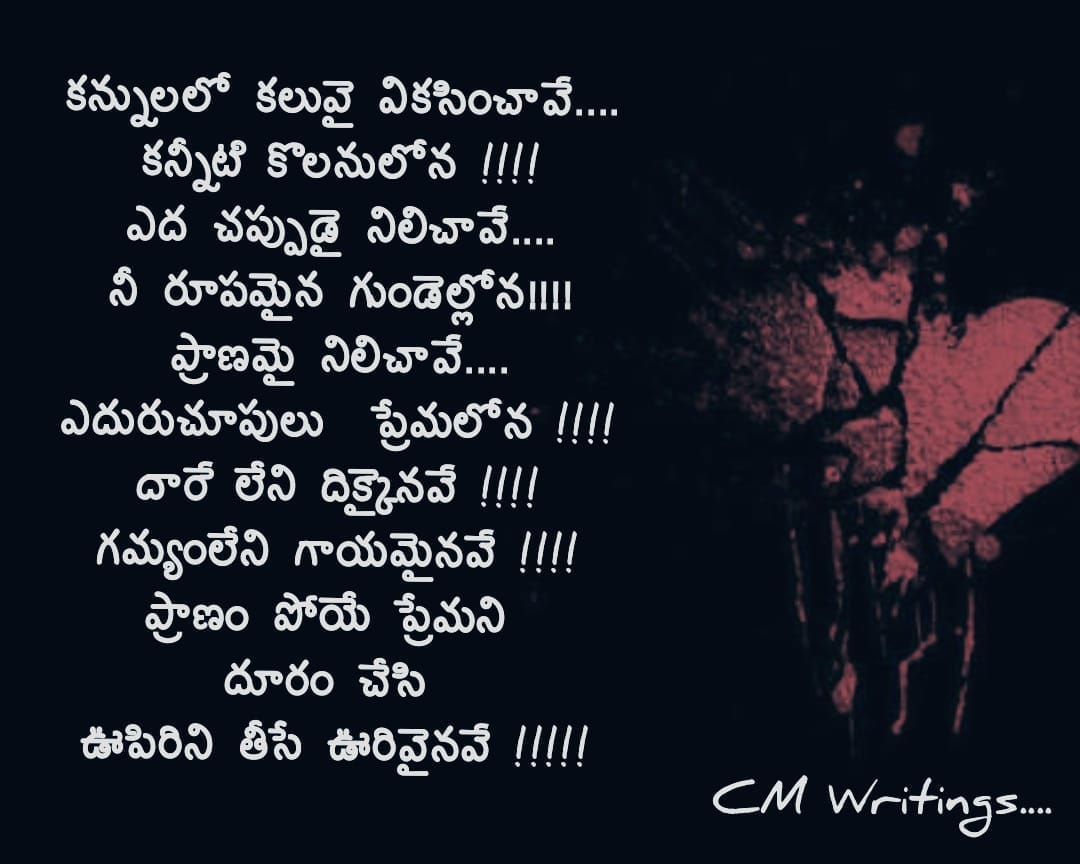 కన్నులలో కలువై వికసించావే....
కన్నీటి కొలనులోన !!!!
ఎద చప్పుడై నిలిచావే....
నీ రూపమైన గుండెల్లోన!!!!
ప్రాణమై నిలిచావే....
ఎదురుచూపులు ప్రేమలోన !!!!
దారే లేని దిక్కైనవే !!!!
గమ్యంలేని గాయమైనవే !!!!
ప్రాణం పోయే ప్రేమని
దూరం చేసి
ఊపిరిని తీసే ఊరివైనవే !!!!!
CM Writings....